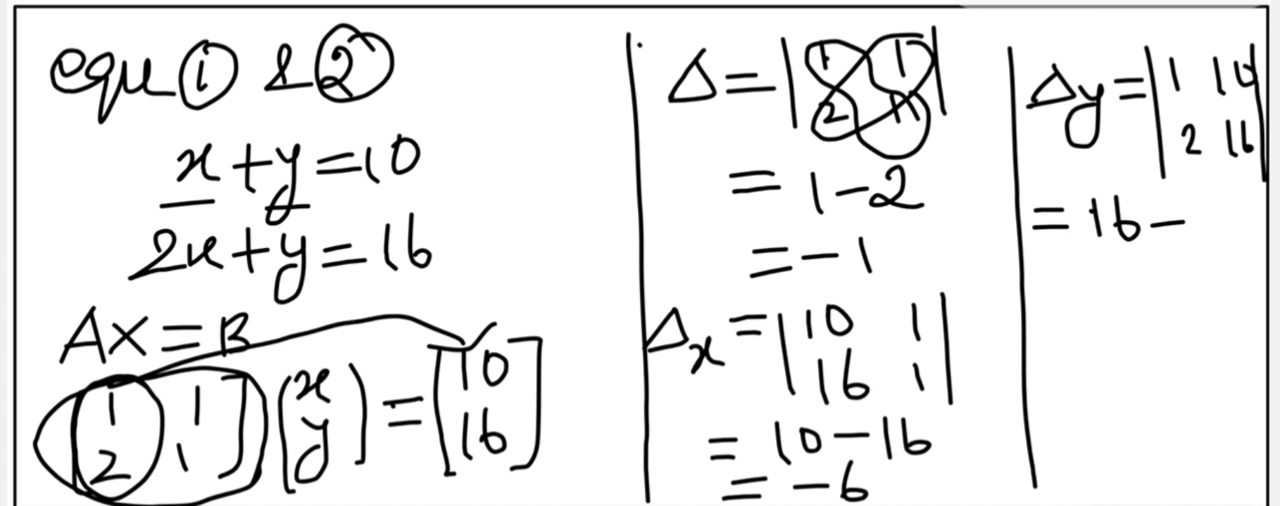 equ ① & ②
x + y = 10
2x + y = 16
AX = B
[1 1
2 1] (x
y) = [10
16]
Δ = |1 1
2 1|
= 1 - 2
= - 1
Δx = |10 1
16 1|
= 10 - 16
= - 6
Δy = |1 10
2 16|
= 16 -